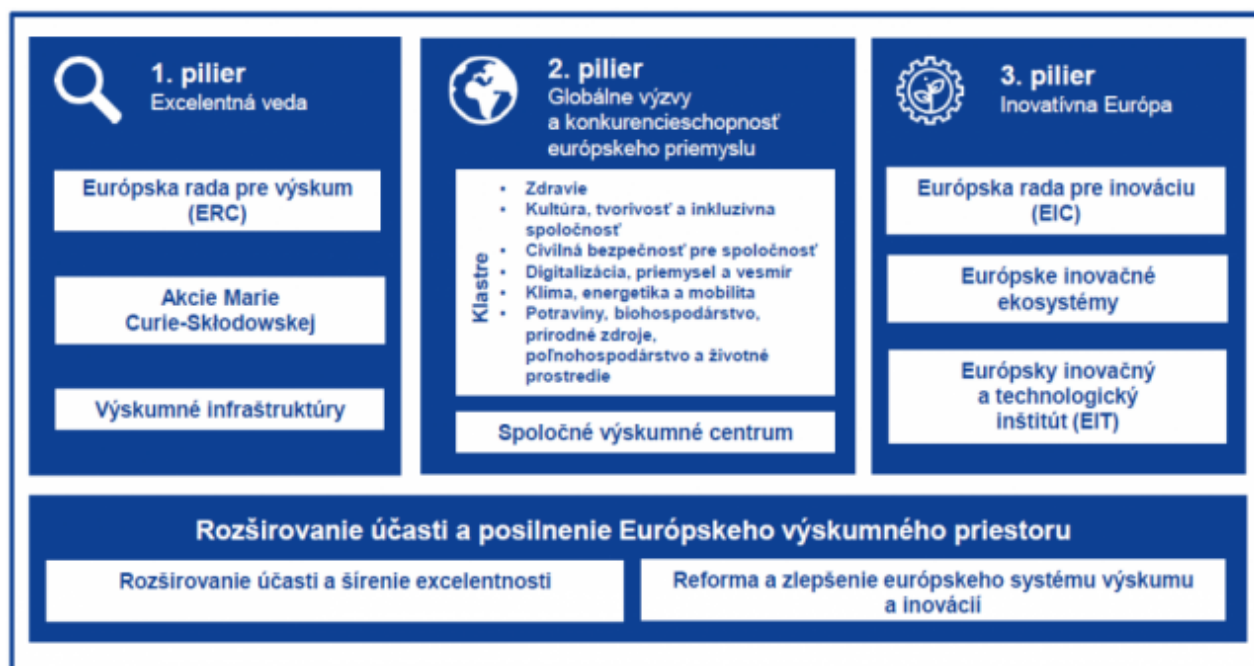 1. pilier
Excelentná veda
Európska rada pre výskum
(ERC)
Akcie Marie
Curie-Skłodowskej
Výskumné infraštruktúry
2. pilier
Globálne výzvy
a konkurencieschopnosť
európskeho priemyslu
Klastre
• Zdravie
• Kultúra, tvorivosť a inkluzívna
spoločnosť
• Civilná bezpečnosť pre spoločnosť
• Digitalizácia, priemysel a vesmír
• Klíma, energetika a mobilita
• Potraviny, biohospodárstvo,
prírodné zdroje,
poľnohospodárstvo a životné
prostredie
Spoločné výskumné centrum
3. pilier
Inovatívna Európa
Európska rada pre inováciu
(EIC)
Európske inovačné
ekosystémy
Európsky inovačný
a technologický
inštitút (EIT)
Rozširovanie účasti a posilnenie Európskeho výskumného priestoru
Rozširovanie účasti a šírenie excelentnosti
Reforma a zlepšenie európskeho systému výskumu
a inovácií